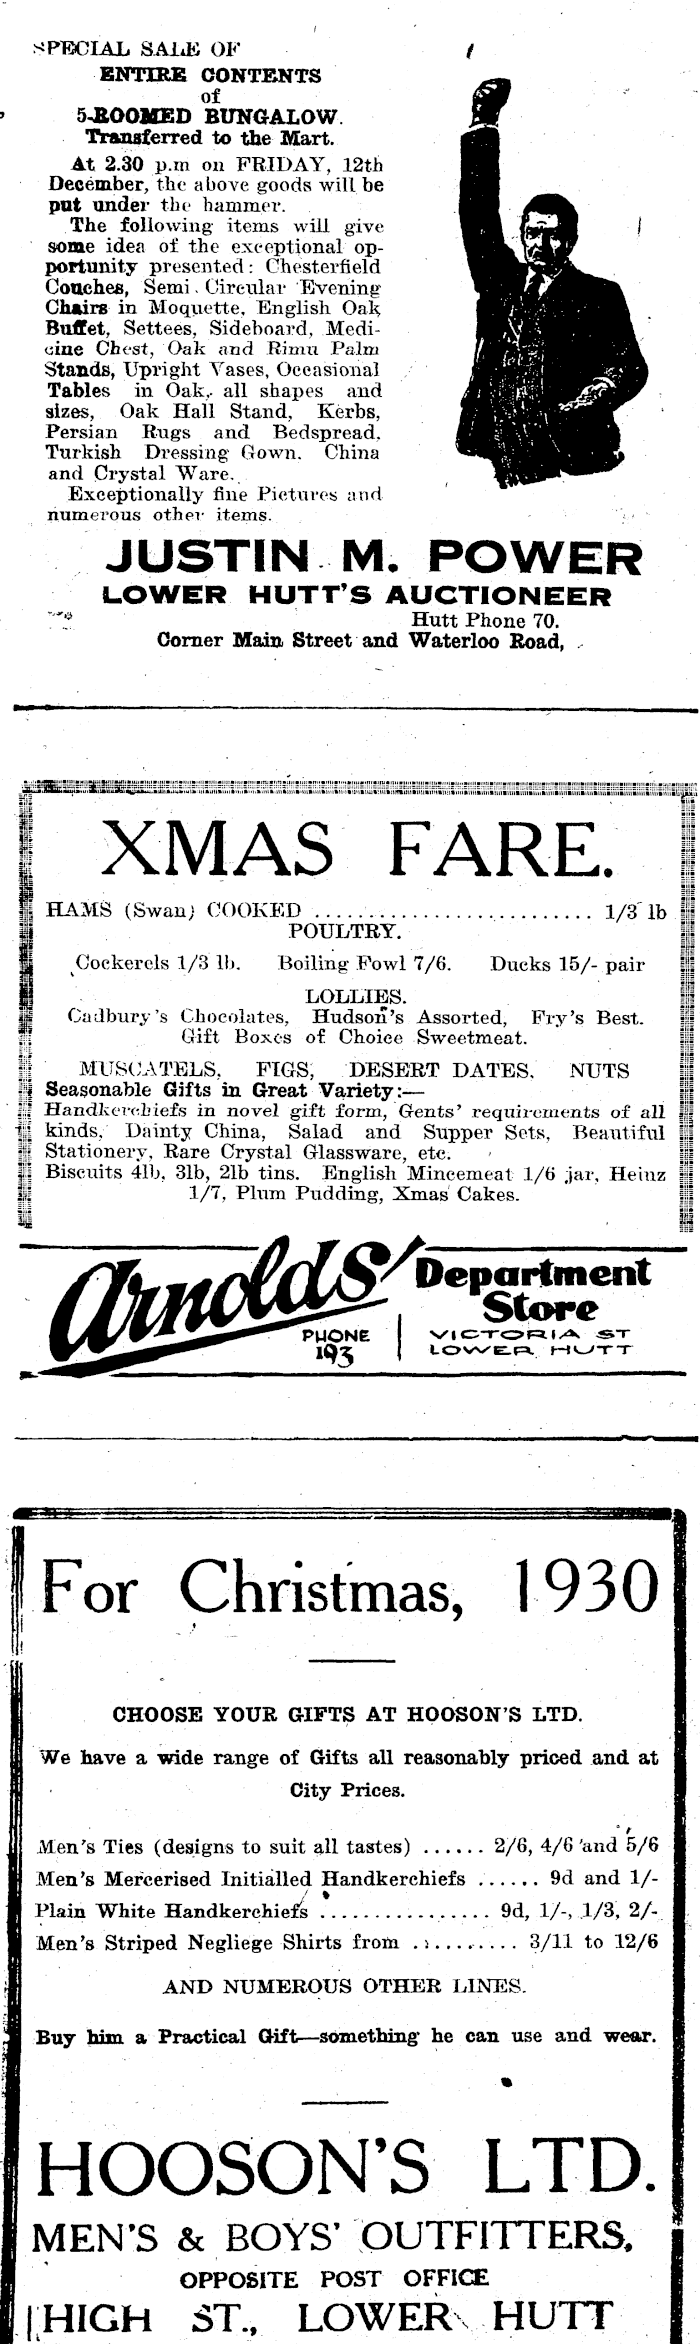 SPECIAL SALE OF
ENTIRE CONTENTS
of
5-ROOMED BUNGALOW.
Transferred to the Mart.
At 2.30 p.m on FRIDAY, 12th
December, the above goods will be
put under the hammer.
The following items will give
some idea of the exceptional op-
portunity presented: Chesterfield
Couches, Semi Circular Evening
Chairs in Moquette, English Oak
Buffet, Settees, Sideboard, Medi-
cine Chest, Oak and Rimu Palm
Stands, Upright Vases, Occasional
Tables in Oak, all shapes and
sizes, Oak Hall Stand, Kerbs,
Persian Rugs and Bedspread,
Turkish Dressing Gown. China
and Crystal Ware.
Exceptionally fine Pictures and
numerous other items.
JUSTIN M. POWER
LOWER HUTT'S AUCTIONEER
Hutt Phone 70.
Corner Main Street and Waterloo Road,
XMAS FARE.
HAMS (Swan) COOKED .......................... 1/3 lb
POULTRY.
Cockerels 1/3 lb. Boiling Fowl 7/6. Ducks 15/- pair
LOLLIES.
Cadbury's Chocolates, Hudson's Assorted, Fry's Best.
Gift Boxes of Choice Sweetmeat.
MUSCATELS, FIGS, DESERT DATES, NUTS
Seasonable Gifts in Great Variety:—
Handkerchiefs in novel gift form, Gents' requirements of all
kinds, Dainty China, Salad and Supper Sets, Beautiful
Stationery, Rare Crystal Glassware, etc.
Biscuits 4lb, 3lb, 2lb tins. English Mincemeat 1/6 jar, Heinz
1/7, Plum Pudding, Xmas Cakes.
Arnolds' Department
Store
PHONE
193
VICTORIA ST
LOWER HUTT
For Christmas, 1930
CHOOSE YOUR GIFTS AT HOOSON'S LTD.
We have a wide range of Gifts all reasonably priced and at
City Prices.
Men's Ties (designs to suit all tastes) ...... 2/6, 4/6 and 5/6
Men's Mercerised Initialled Handkerchiefs ...... 9d and 1/-
Plain White Handkerchiefs ................ 9d, 1/-, 1/3, 2/-
Men's Striped Negliege Shirts from .......... 3/11 to 12/6
AND NUMEROUS OTHER LINES.
Buy him a Practical Gift—something he can use and wear.
HOOSON'S LTD.
MEN'S & BOYS' OUTFITTERS,
OPPOSITE POST OFFICE
HIGH ST., LOWER HUTT